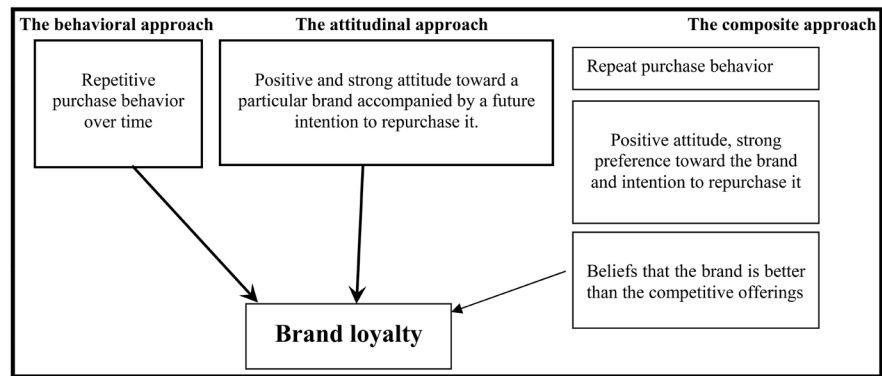 The behavioral approach
Repetitive
purchase behavior
over time
The attitudinal approach
Positive and strong attitude toward a
particular brand accompanied by a future
intention to repurchase it.
The composite approach
Repeat purchase behavior
Positive attitude, strong
preference toward the brand
and intention to repurchase it
Beliefs that the brand is better
than the competitive offerings
Brand loyalty